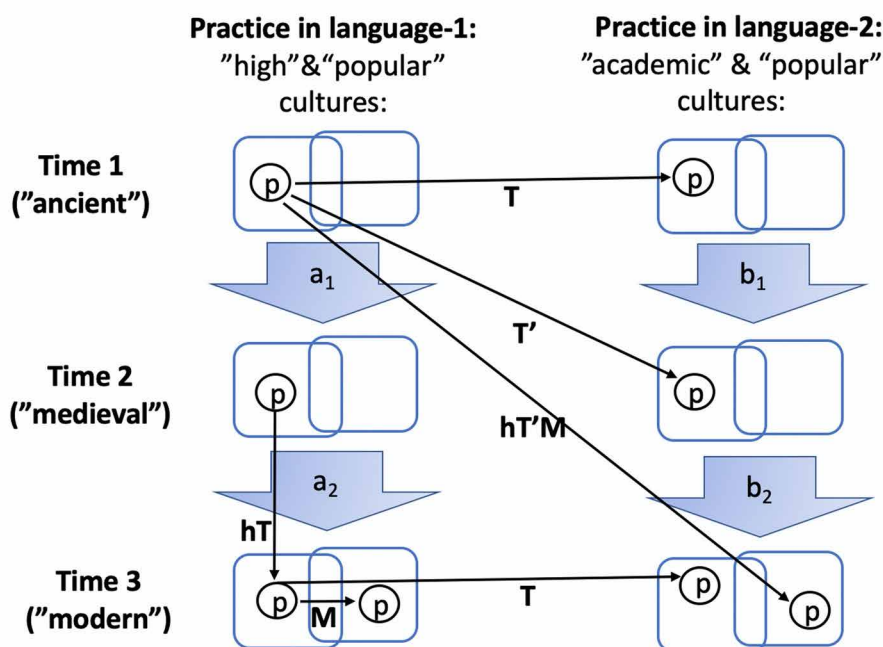 Practice in language-1:
”high”&“popular”
cultures:
Practice in language-2:
”academic” & “popular”
cultures:
Time 1
(”ancient”)
p
T
p
a₁
b₁
T’
Time 2
(”medieval”)
p
p
hT’M
a₂
b₂
hT
Time 3
(”modern”)
p
M
p
T
p
p